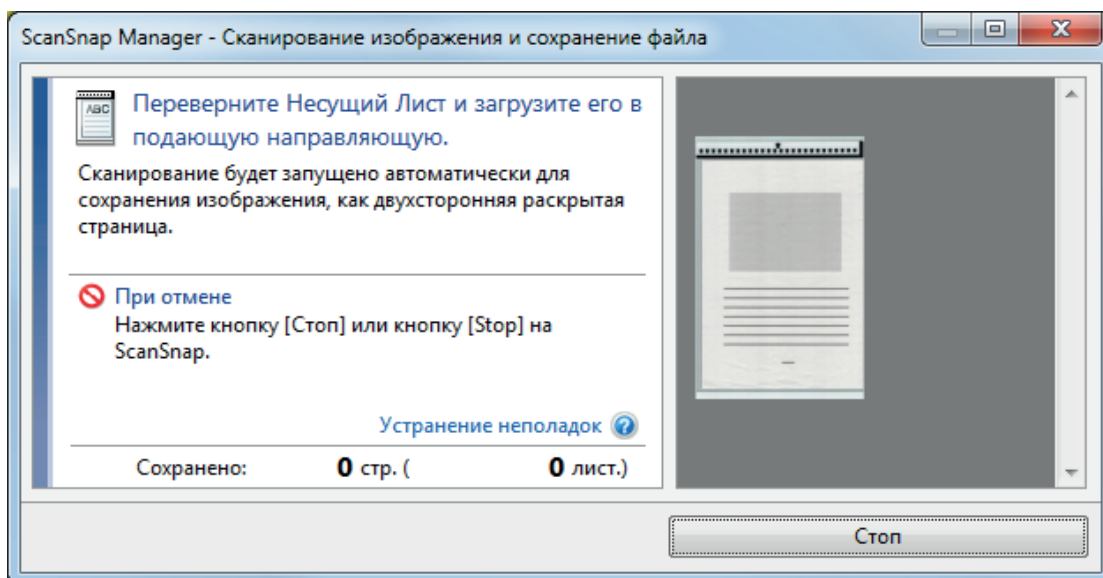 ScanSnap Manager - Сканирование изображения и сохранение файла
ABC
Переверните Несущий Лист и загрузите его в
подающую направляющую.
Сканирование будет запущено автоматически для
сохранения изображения, как двухсторонняя раскрытая
страница.
При отмене
Нажмите кнопку [Стоп] или кнопку [Stop] на
ScanSnap.
Устранение неполадок ?
Сохранено: 0 стр. ( 0 лист.)
Стоп